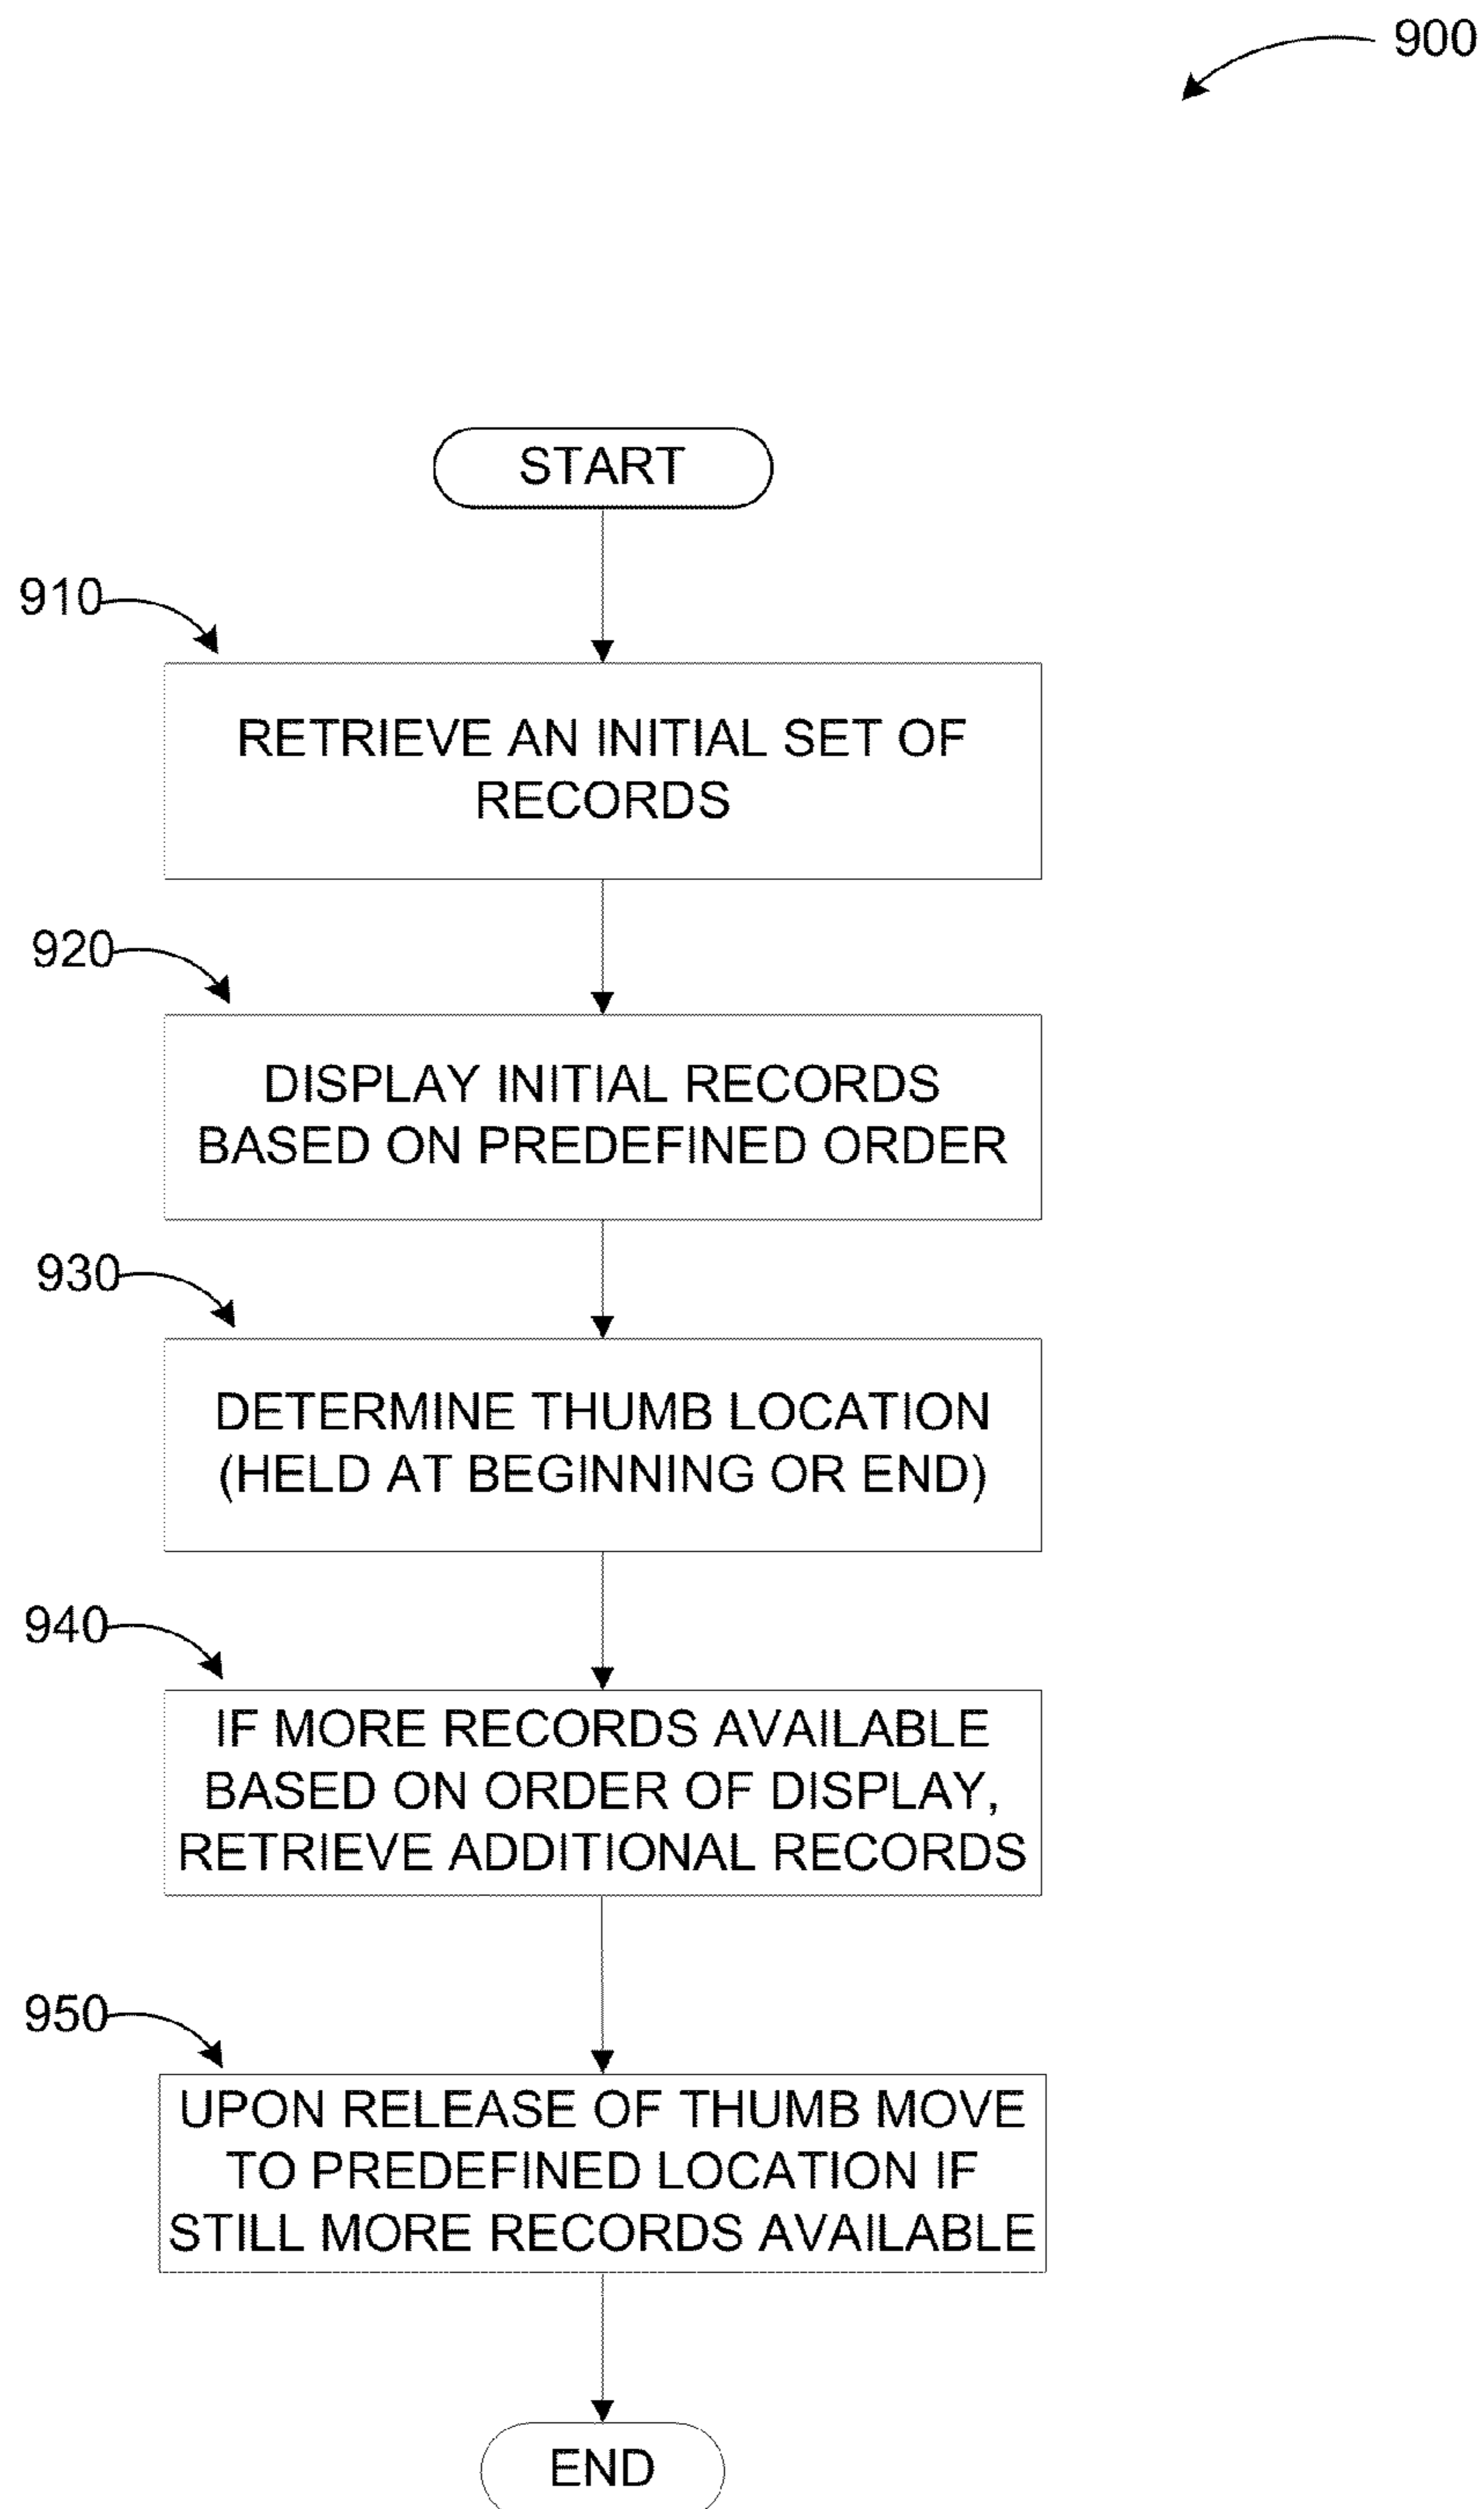 900
START
910
RETRIEVE AN INITIAL SET OF
RECORDS
920
DISPLAY INITIAL RECORDS
BASED ON PREDEFINED ORDER
930
DETERMINE THUMB LOCATION
(HELD AT BEGINNING OR END)
940
IF MORE RECORDS AVAILABLE
BASED ON ORDER OF DISPLAY,
RETRIEVE ADDITIONAL RECORDS
950
UPON RELEASE OF THUMB MOVE
TO PREDEFINED LOCATION IF
STILL MORE RECORDS AVAILABLE
END